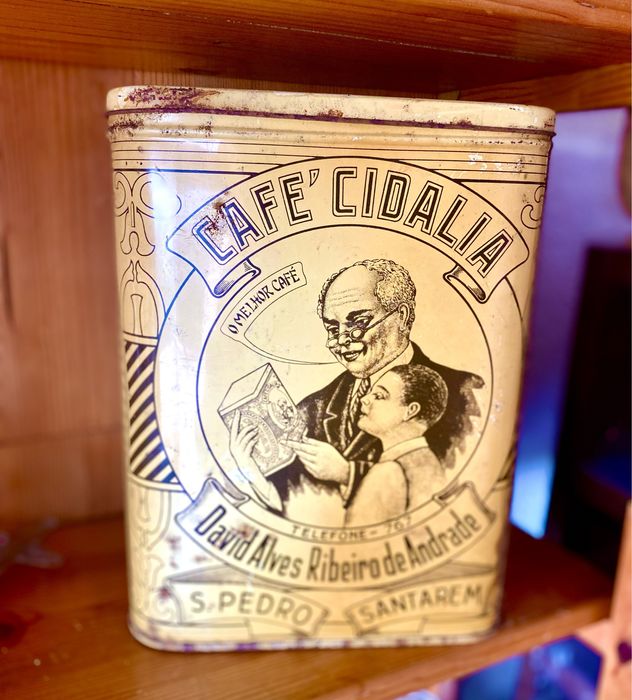 CAFE' CIDALIA
O MELHOR CAFÉ
TELEFONE - 767
David Alves Ribeiro de Andrade
S. PEDRO SANTAREM